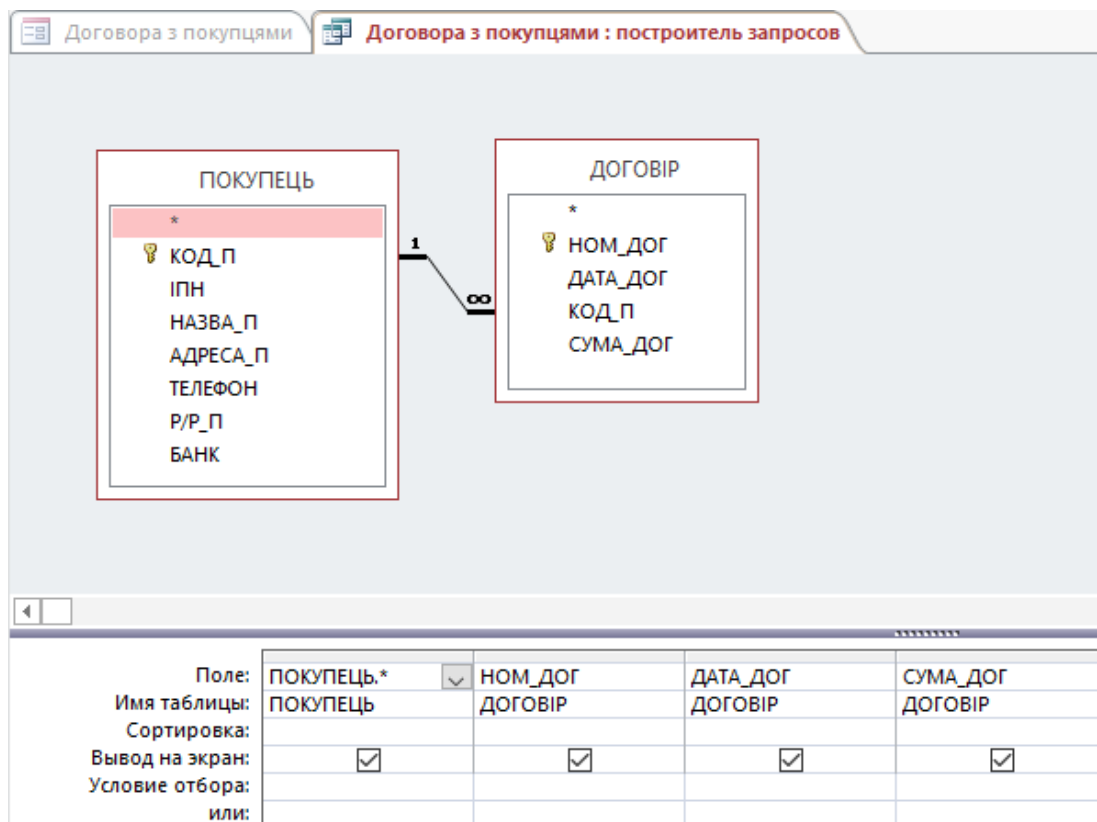 Договора з покупцями
Договора з покупцями : построитель запросов
ПОКУПЕЦЬ
*
КОД_П
ІПН
НАЗВА_П
АДРЕСА_П
ТЕЛЕФОН
Р/Р_П
БАНК
1
∞
ДОГОВІР
*
НОМ_ДОГ
ДАТА_ДОГ
КОД_П
СУМА_ДОГ
Поле: ПОКУПЕЦЬ.* НОМ_ДОГ ДАТА_ДОГ СУМА_ДОГ
Имя таблицы: ПОКУПЕЦЬ ДОГОВІР ДОГОВІР ДОГОВІР
Сортировка:
Вывод на экран:
Условие отбора:
или: